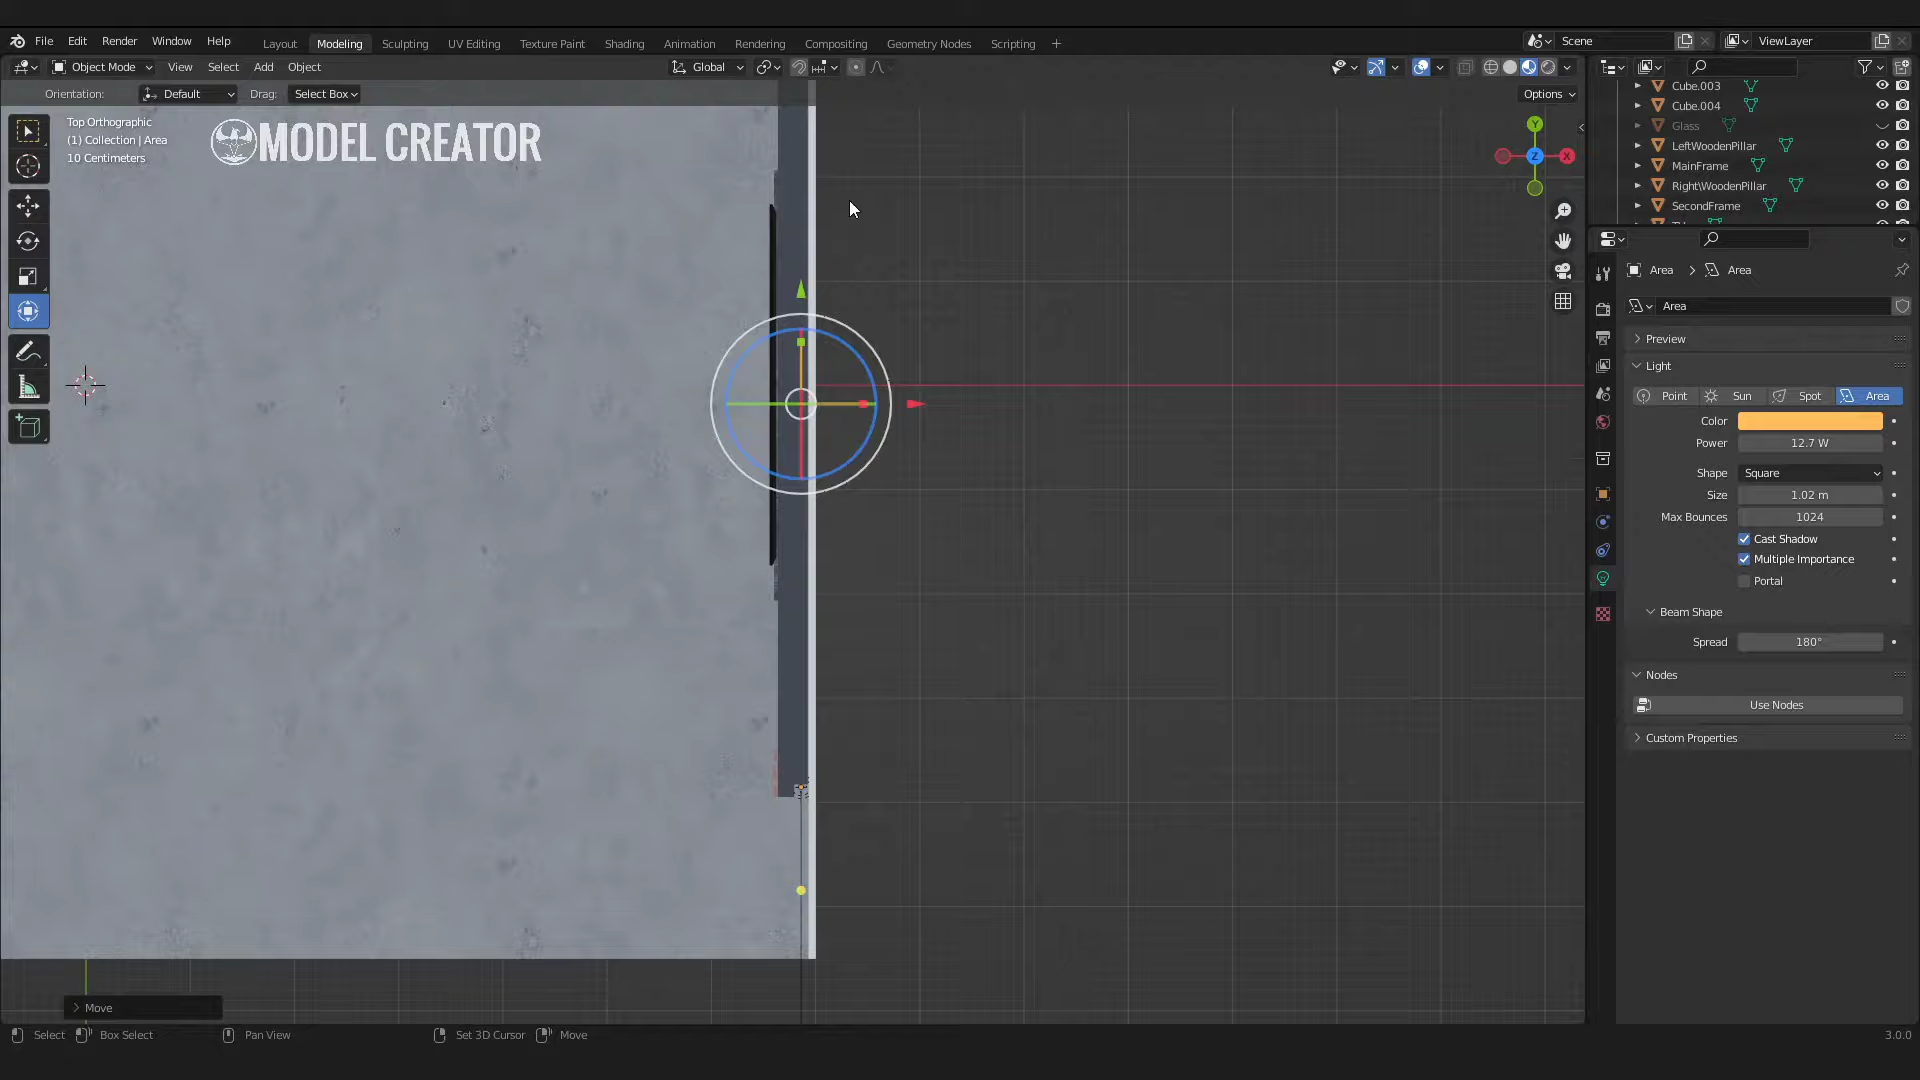 File Edit Render Window Help Layout Modeling Sculpting UV Editing Texture Paint Shading Animation Rendering Compositing Geometry Nodes Scripting + Scene ViewLayer
Object Mode View Select Add Object Global
Orientation: Default Drag: Select Box Options
Top Orthographic
(1) Collection | Area
10 Centimeters
MODEL CREATOR
Y
Z
X
Cube.003
Cube.004
Glass
LeftWoodenPillar
MainFrame
Right\WoodenPillar
SecondFrame
Area > Area
Area
Preview
Light
Point Sun Spot Area
Color
Power 12.7 W
Shape Square
Size 1.02 m
Max Bounces 1024
Cast Shadow
Multiple Importance
Portal
Beam Shape
Spread 180°
Nodes
Use Nodes
Custom Properties
Move
Select Box Select Pan View Set 3D Cursor Move 3.0.0